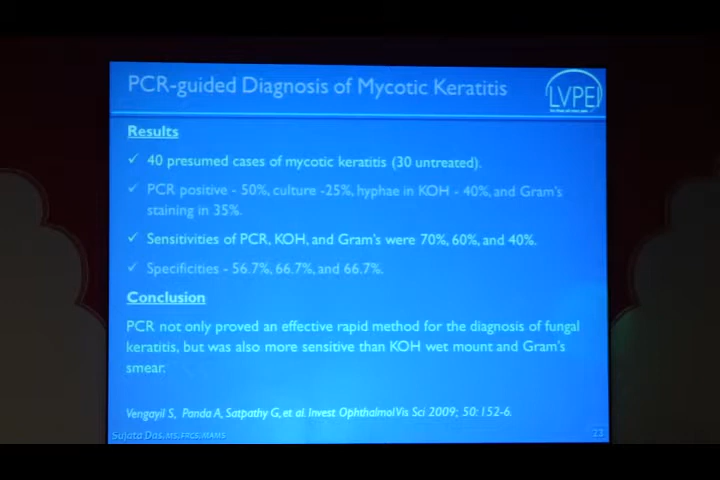 PCR-guided Diagnosis of Mycotic Keratitis
LVPEI
Results
✓ 40 presumed cases of mycotic keratitis (30 untreated).
✓ PCR positive - 50%, culture -25%, hyphae in KOH - 40%, and Gram's
staining in 35%.
✓ Sensitivities of PCR, KOH, and Gram's were 70%, 60%, and 40%.
✓ Specificities - 56.7%, 66.7%, and 66.7%.
Conclusion
PCR not only proved an effective rapid method for the diagnosis of fungal
keratitis, but was also more sensitive than KOH wet mount and Gram's
smear.
Vengayil S, Panda A, Satpathy G, et al. Invest Ophthalmol Vis Sci 2009; 50: 152-6.
Sujata Das, MS, FRCS, MAMS
23